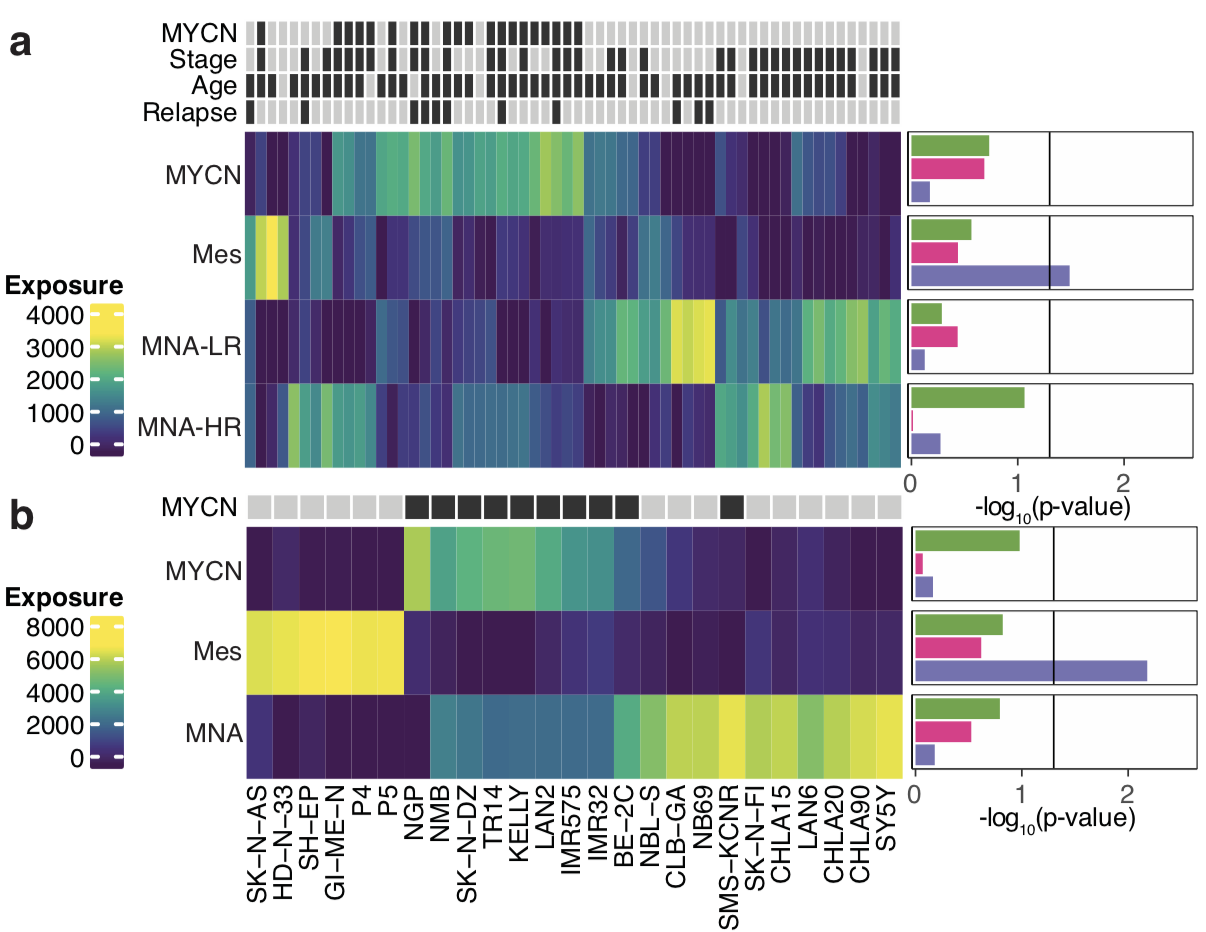 a
MYCN
Stage
Age
Relapse
MYCN
Mes
MNA-LR
MNA-HR
Exposure
4000
3000
2000
1000
0
0 1 2
-log10(p-value)
b
MYCN
MYCN
Mes
MNA
Exposure
8000
6000
4000
2000
0
0 1 2
-log10(p-value)
SK−N−AS
HD−N−33
SH−EP
GI−ME−N
P4
P5
NGP
NMB
SK−N−DZ
TR14
KELLY
LAN2
IMR575
IMR32
BE−2C
NBL−S
CLB−GA
NB69
SMS−KCNR
SK−N−FI
CHLA15
LAN6
CHLA20
CHLA90
SY5Y